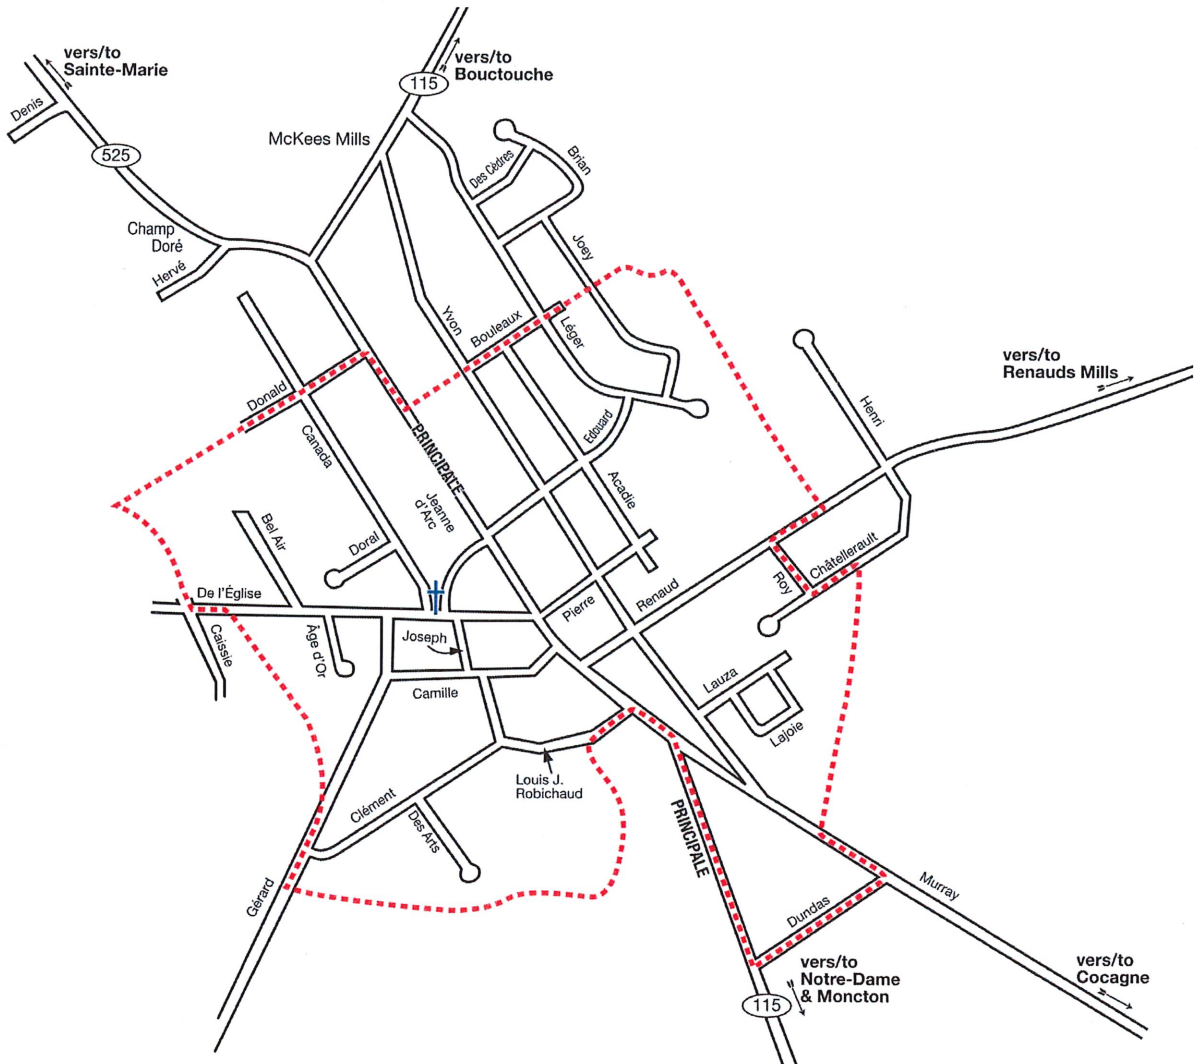 vers/to
Sainte-Marie
vers/to
Bouctouche
115
Denis
McKees Mills
525
Des Cèdres
Brian
Champ
Doré
Hervé
Joey
Yvon
Bouleaux
Léger
vers/to
Renauds Mills
Donald
Henri
Canada
PRINCIPALE
Edouard
Jeanne
d'Arc
Acadie
Bel Air
Doral
Châtellerault
Roy
De l'Église
Pierre
Renaud
Caissie
Âge d'Or
Joseph
Camille
Lauza
Lajoie
Louis J.
Robichaud
Clément
Des Arts
PRINCIPALE
Gérard
Murray
Dundas
vers/to
Notre-Dame
& Moncton
vers/to
Cocagne
115